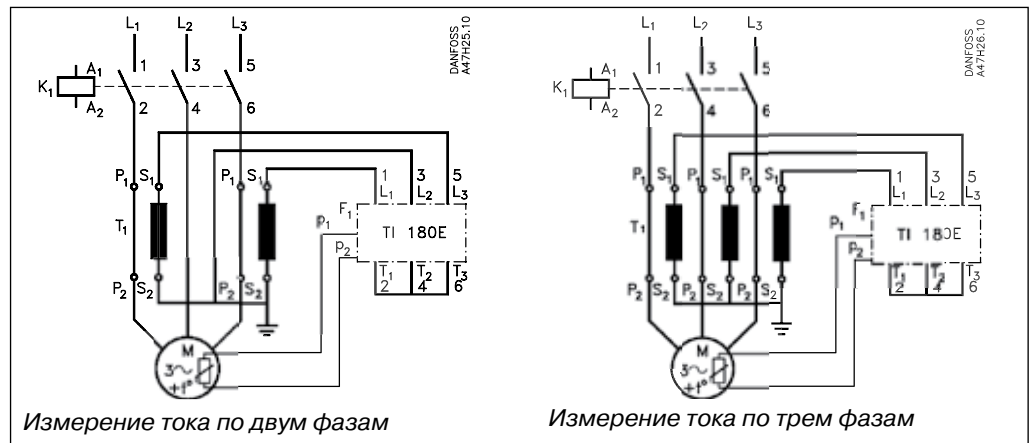 L1 L2 L3
DANFOSS
A47H25.10
A1 1 3 5
K1
A2 2 4 6
1 3 5
P1 S1 P1 S1 L1 L2 L3
F1
T1 P1 TI 180E
P2
T1 T2 T3
P2 S2 P2 S2 2 4 6
M
3~
+t°
Измерение тока по двум фазам
L1 L2 L3
DANFOSS
A47H26.10
A1 1 3 5
K1
A2 2 4 6
1 3 5
P1 S1 P1 S1 P1 S1 L1 L2 L3
F1
T1 P1 TI 180E
P2
T1 T2 T3
P2 S2 P2 S2 P2 S2 2 4 6
M
3~
+t°
Измерение тока по трем фазам